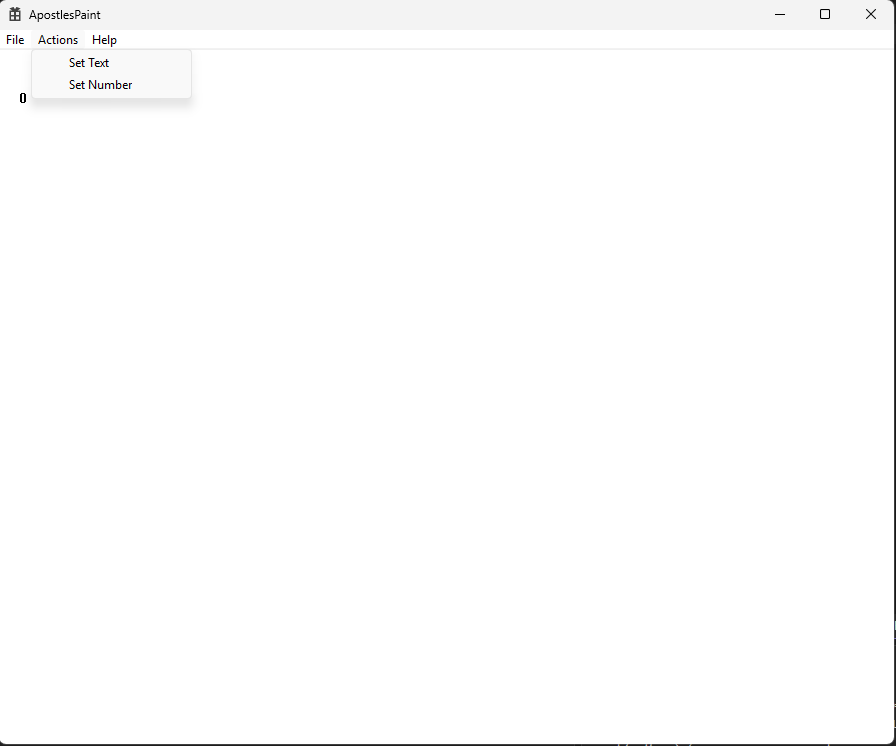 ApostlesPaint
File Actions Help
Set Text
Set Number
0